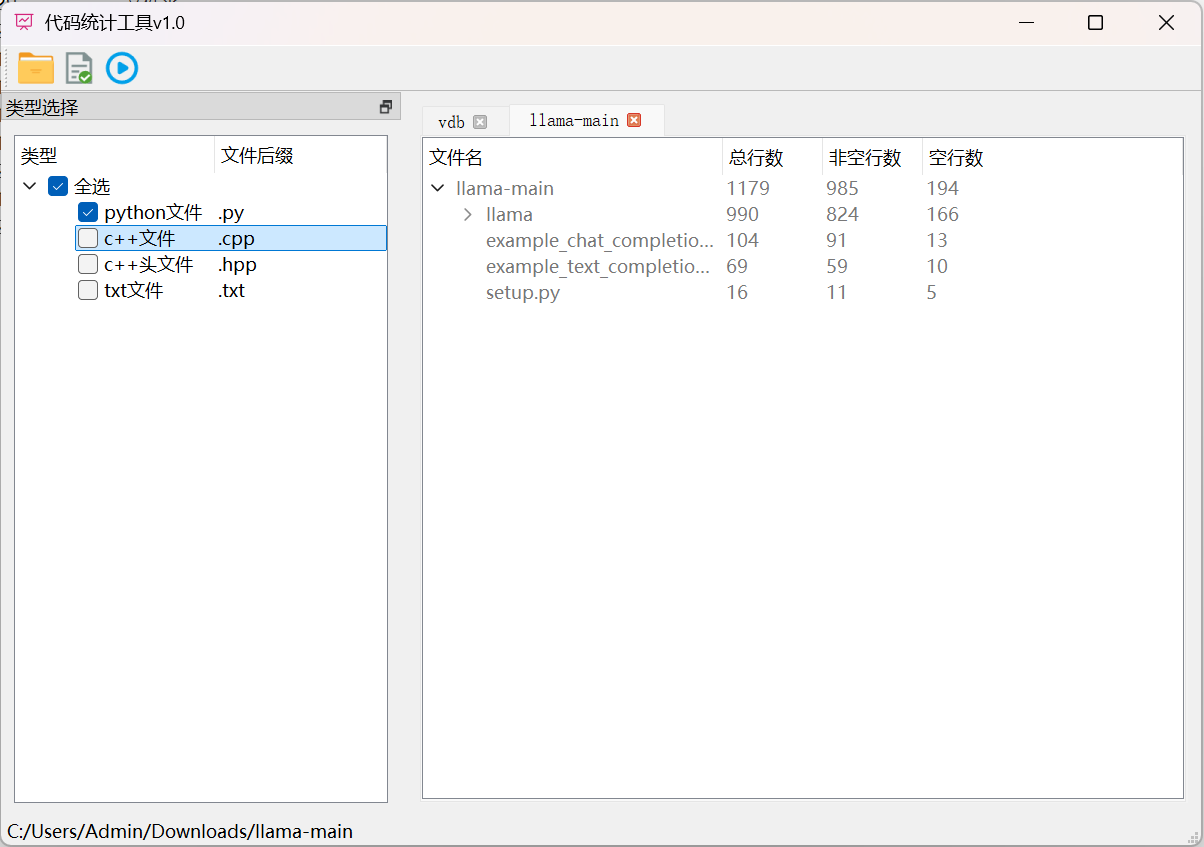 代码统计工具v1.0
类型选择
vdb
llama-main
类型 文件后缀
全选
python文件 .py
c++文件 .cpp
c++头文件 .hpp
txt文件 .txt
文件名 总行数 非空行数 空行数
llama-main 1179 985 194
llama 990 824 166
example_chat_completio... 104 91 13
example_text_completio... 69 59 10
setup.py 16 11 5
C:/Users/Admin/Downloads/llama-main